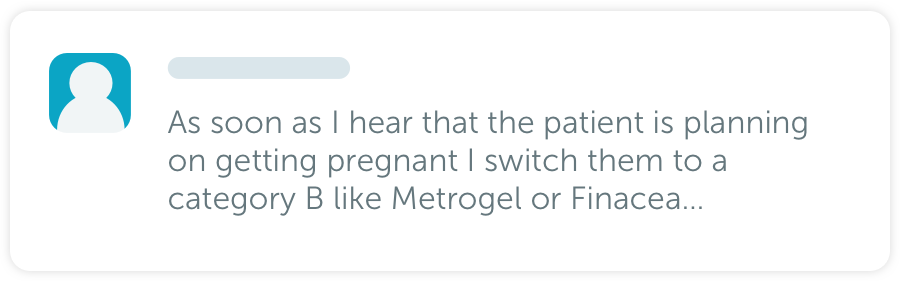 As soon as I hear that the patient is planning
on getting pregnant I switch them to a
category B like Metrogel or Finacea...